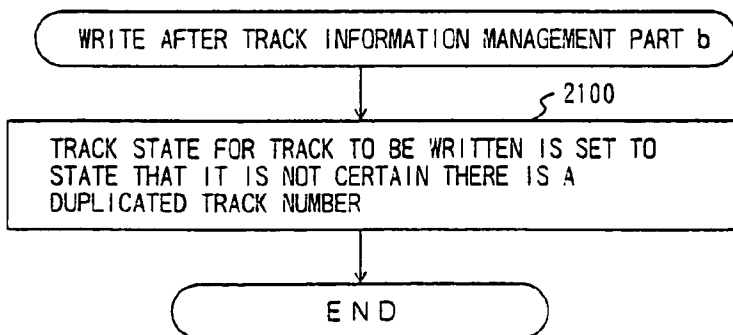 WRITE AFTER TRACK INFORMATION MANAGEMENT PART b
2100
TRACK STATE FOR TRACK TO BE WRITTEN IS SET TO
STATE THAT IT IS NOT CERTAIN THERE IS A
DUPLICATED TRACK NUMBER
END